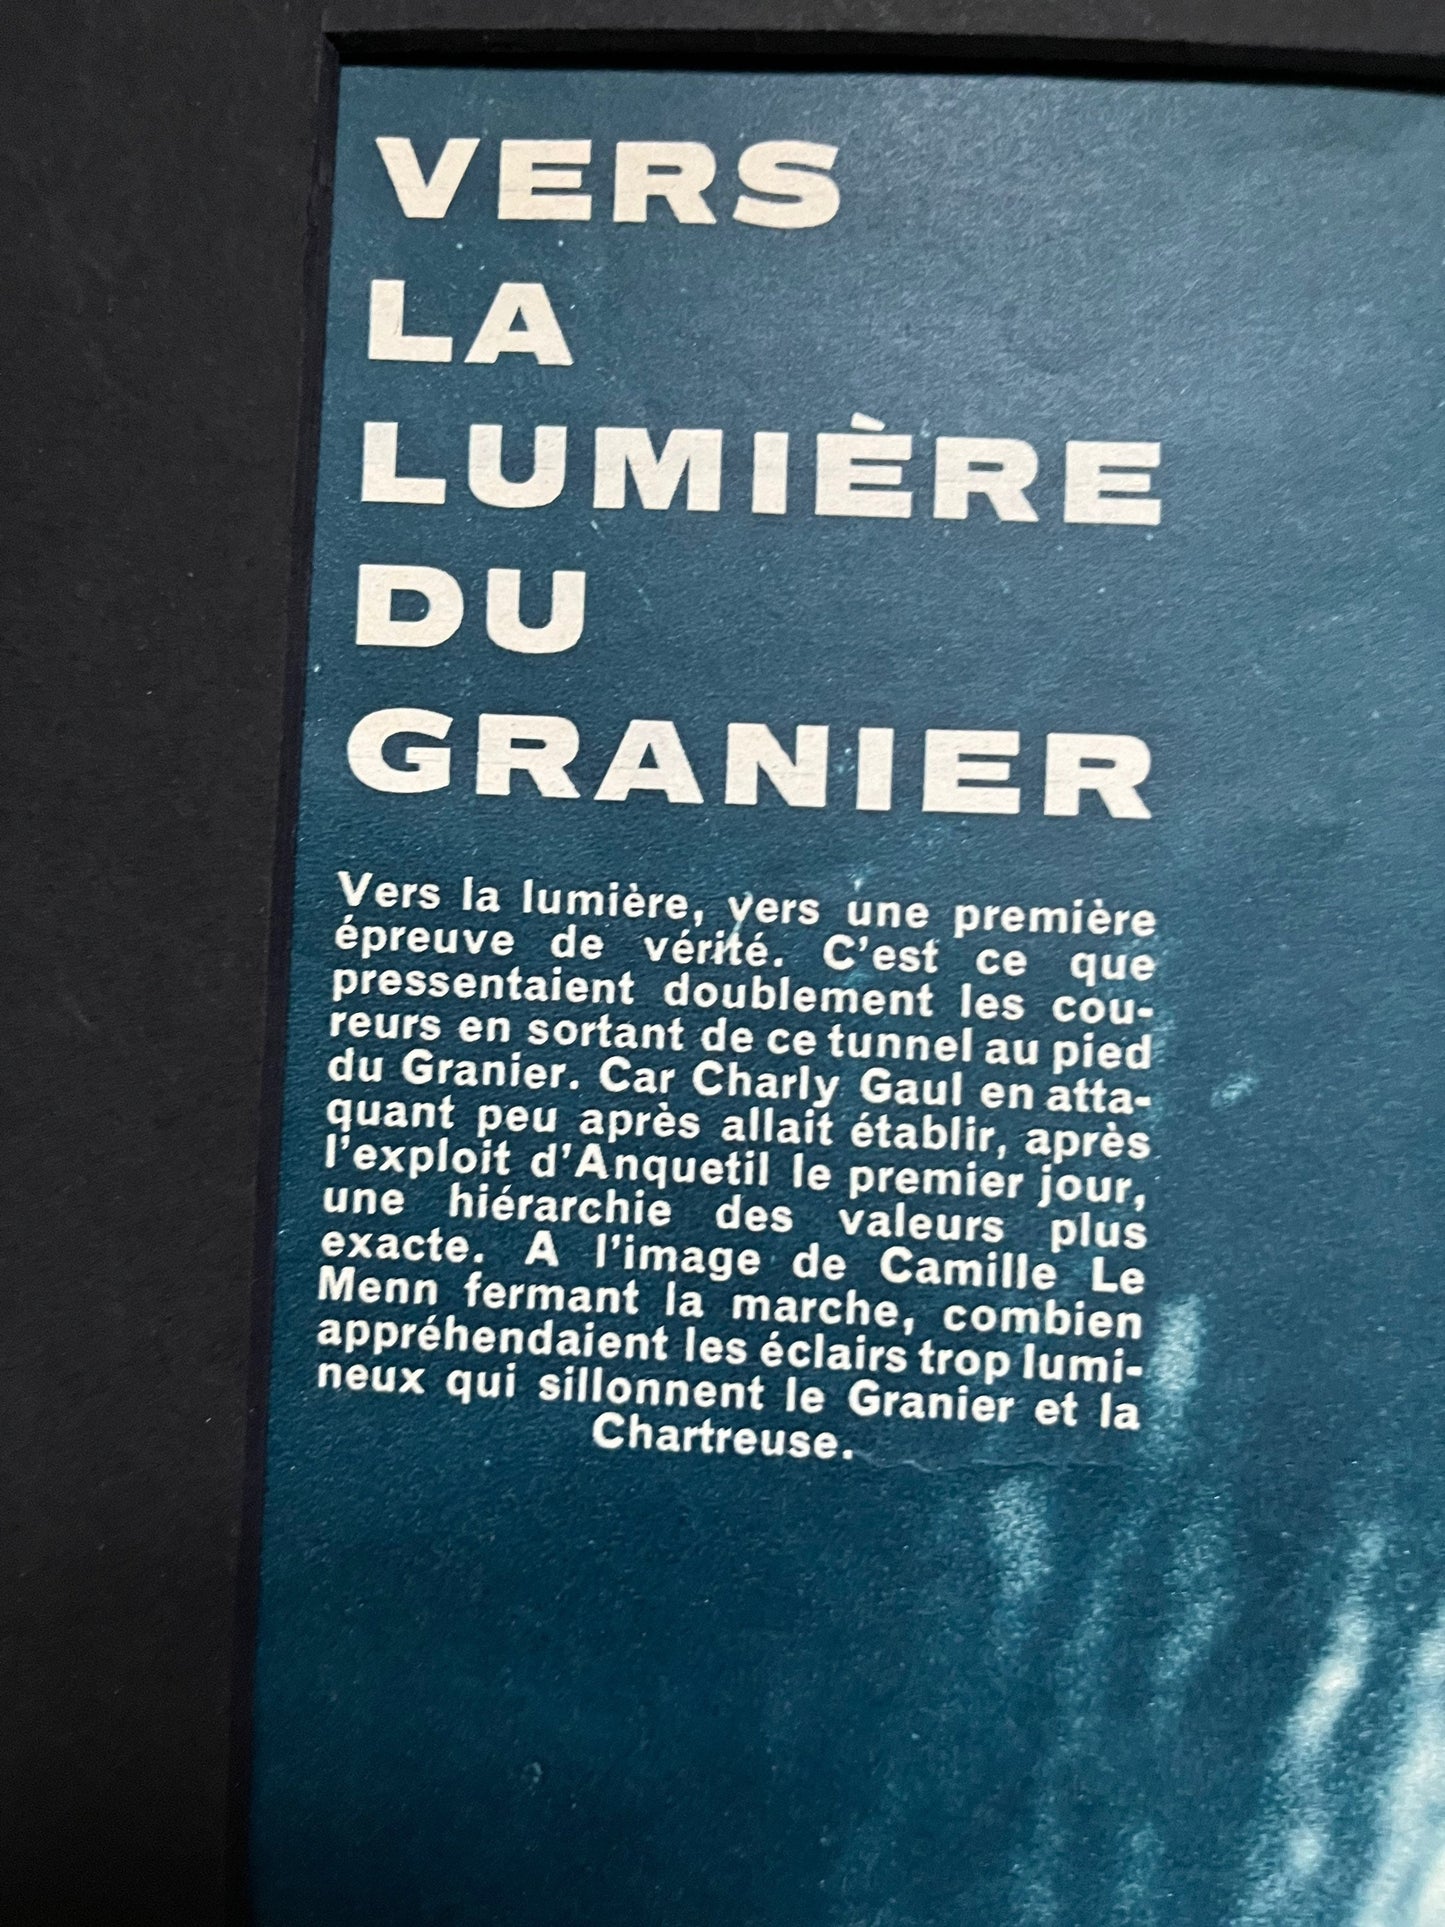 VERS
LA
LUMIÈRE
DU
GRANIER
Vers la lumière, vers une première
épreuve de vérité. C'est ce que
pressentaient doublement les cou-
reurs en sortant de ce tunnel au pied
du Granier. Car Charly Gaul en atta-
quant peu après allait établir, après
l'exploit d'Anquetil le premier jour,
une hiérarchie des valeurs plus
exacte. A l'image de Camille Le
Menn fermant la marche, combien
appréhendaient les éclairs trop lumi-
neux qui sillonnent le Granier et la
Chartreuse.